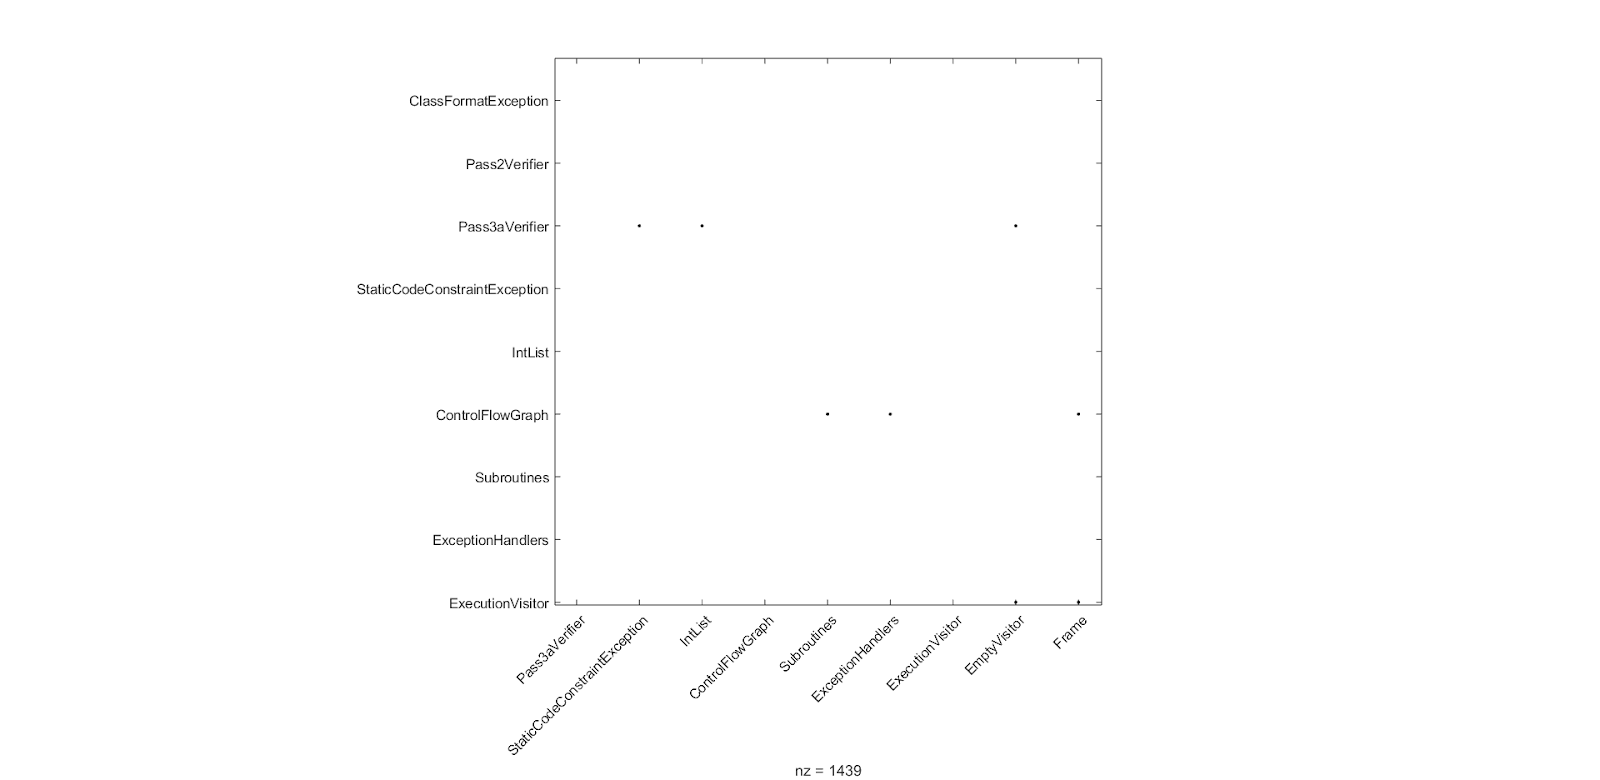 ClassFormatException
Pass2Verifier
Pass3aVerifier
StaticCodeConstraintException
IntList
ControlFlowGraph
Subroutines
ExceptionHandlers
ExecutionVisitor
Pass3aVerifier
StaticCodeConstraintException
IntList
ControlFlowGraph
Subroutines
ExceptionHandlers
ExecutionVisitor
EmptyVisitor
Frame
nz = 1439